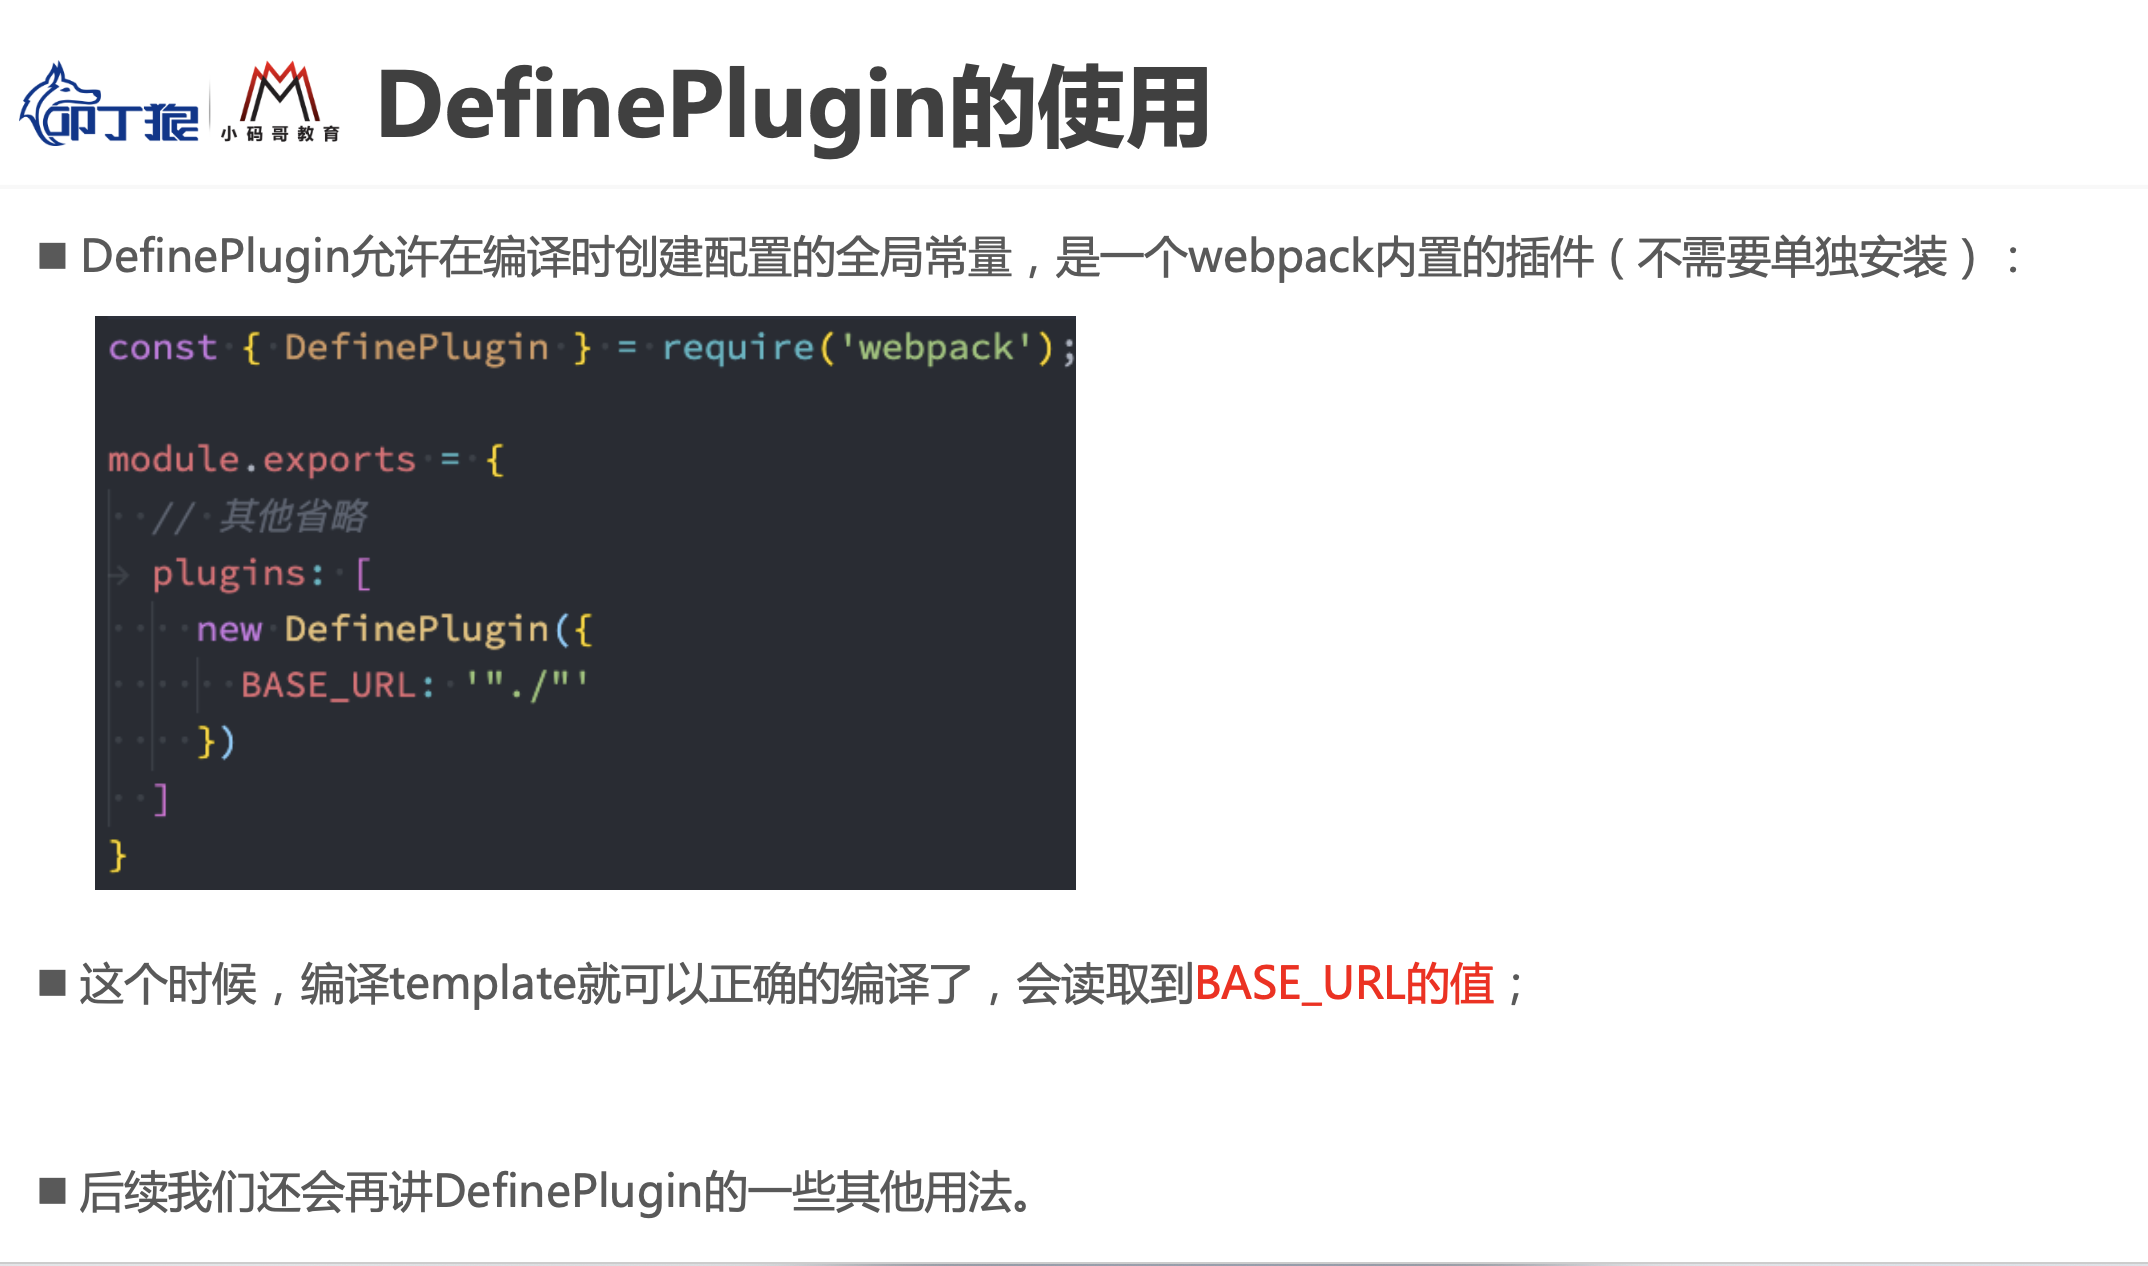 叩丁狼
小码哥教育
DefinePlugin的使用
DefinePlugin允许在编译时创建配置的全局常量，是一个webpack内置的插件（不需要单独安装）：
const { DefinePlugin } = require('webpack');
module.exports = {
// 其他省略
plugins: [
new DefinePlugin({
BASE_URL: '"./"'
})
]
}
这个时候，编译template就可以正确的编译了，会读取到BASE_URL的值；
后续我们还会再讲DefinePlugin的一些其他用法。